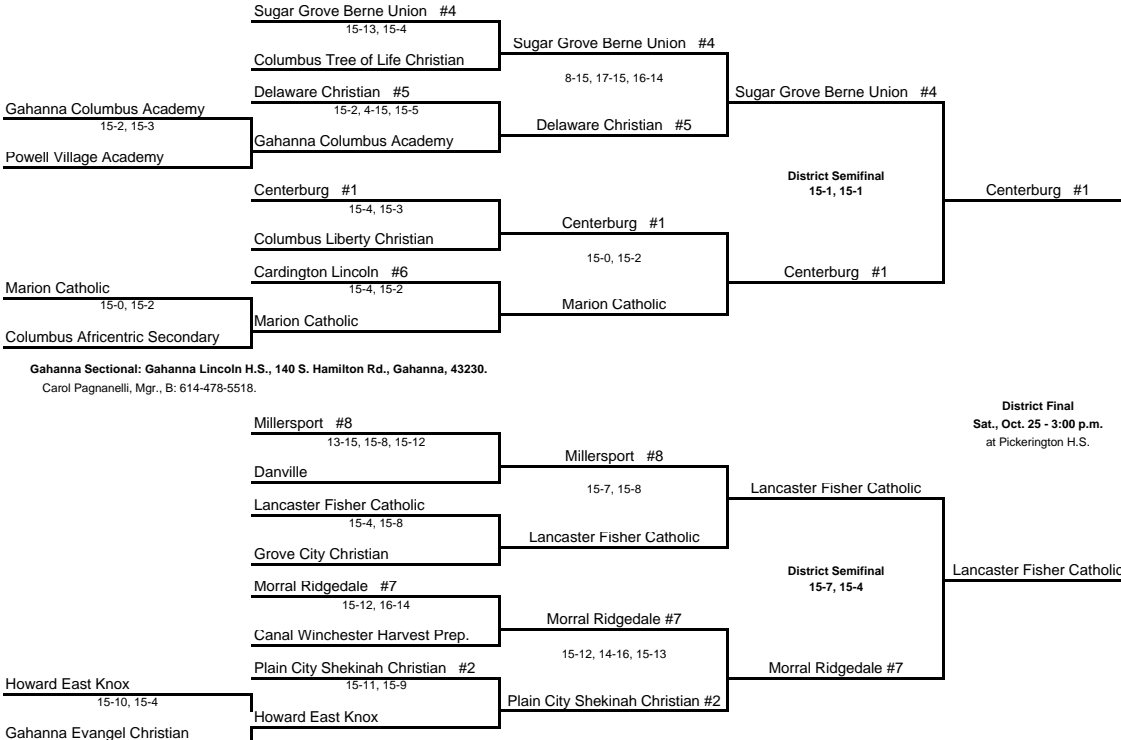 Sugar Grove Berne Union #4
15-13, 15-4
Sugar Grove Berne Union #4
Columbus Tree of Life Christian
8-15, 17-15, 16-14
Delaware Christian #5
Sugar Grove Berne Union #4
Gahanna Columbus Academy
15-2, 4-15, 15-5
15-2, 15-3
Delaware Christian #5
Gahanna Columbus Academy
Powell Village Academy
District Semifinal
15-1, 15-1
Centerburg #1
Centerburg #1
15-4, 15-3
Centerburg #1
Columbus Liberty Christian
15-0, 15-2
Cardington Lincoln #6
Centerburg #1
Marion Catholic
15-4, 15-2
15-0, 15-2
Marion Catholic
Marion Catholic
Columbus Africentric Secondary
Gahanna Sectional: Gahanna Lincoln H.S., 140 S. Hamilton Rd., Gahanna, 43230.
Carol Pagnanelli, Mgr., B: 614-478-5518.
District Final
Sat., Oct. 25 - 3:00 p.m.
at Pickerington H.S.
Millersport #8
13-15, 15-8, 15-12
Millersport #8
Danville
15-7, 15-8
Lancaster Fisher Catholic
Lancaster Fisher Catholic
15-4, 15-8
Lancaster Fisher Catholic
Grove City Christian
District Semifinal
15-7, 15-4
Lancaster Fisher Catholic
Morral Ridgedale #7
15-12, 16-14
Morral Ridgedale #7
Canal Winchester Harvest Prep.
15-12, 14-16, 15-13
Plain City Shekinah Christian #2
Morral Ridgedale #7
Howard East Knox
15-11, 15-9
15-10, 15-4
Plain City Shekinah Christian #2
Howard East Knox
Gahanna Evangel Christian